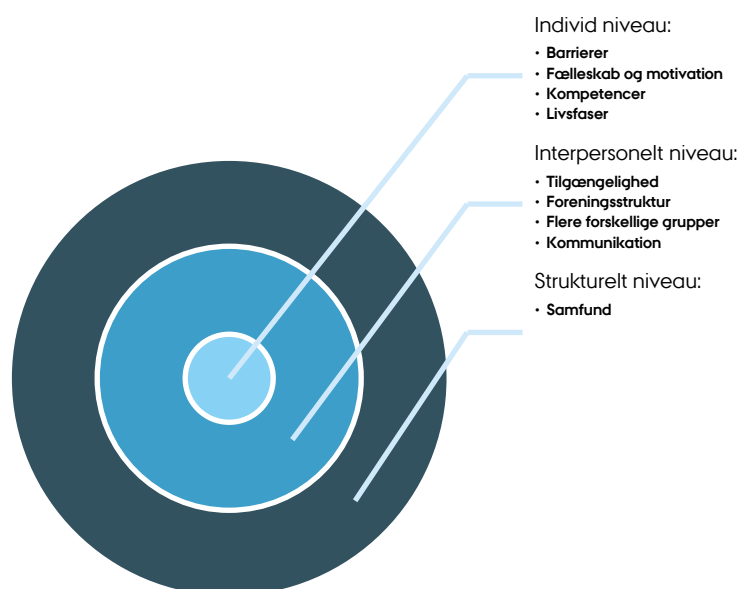 Individ niveau:
• Barrierer
• Fælleskab og motivation
• Kompetencer
• Livsfaser
Interpersonelt niveau:
• Tilgængelighed
• Foreningsstruktur
• Flere forskellige grupper
• Kommunikation
Strukturelt niveau:
• Samfund